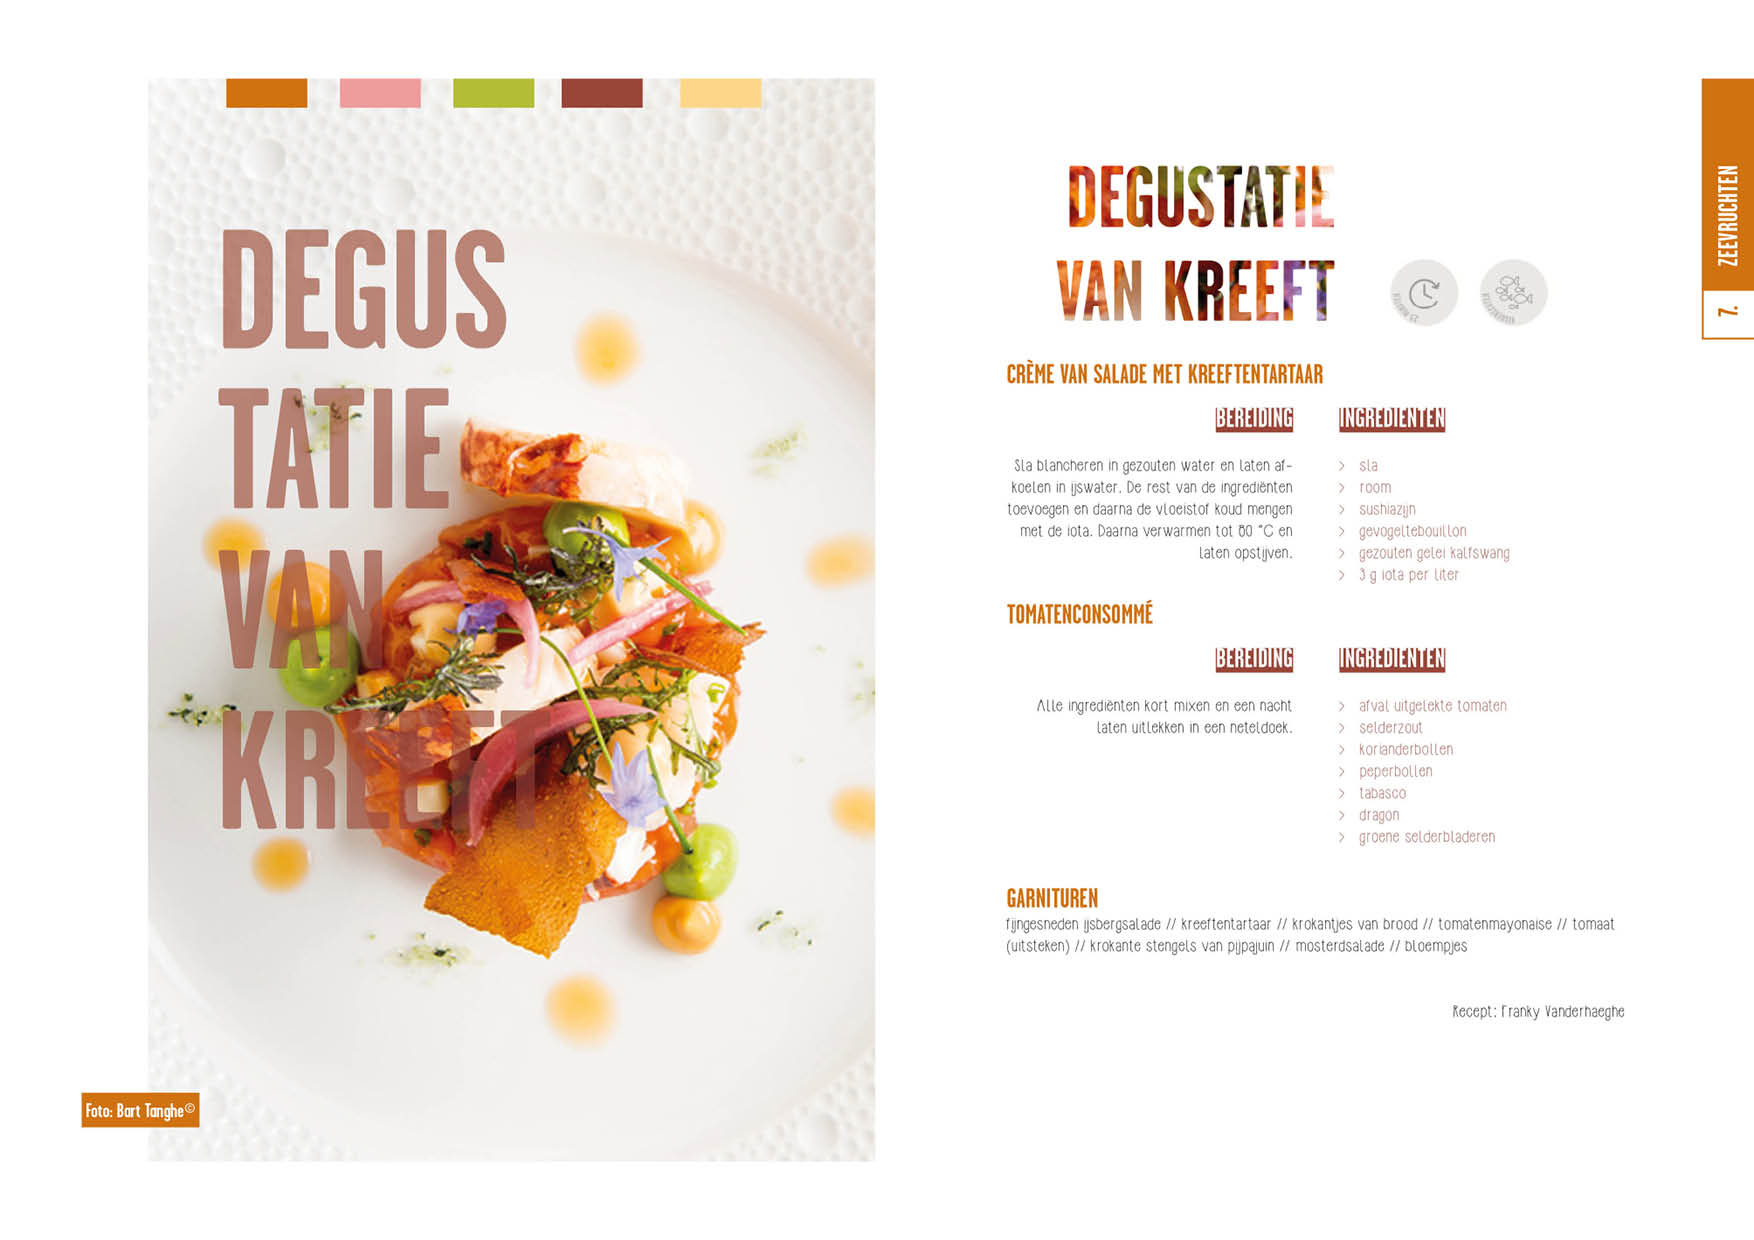 DEGUS
TATIE
VAN
KREEFT
Foto: Bart Tanghe©
DEGUSTATIE
VAN KREEFT
CRÈME VAN SALADE MET KREEFTENTARTAAR
BEREIDING
Sla blancheren in gezouten water en laten af-
koelen in ijswater. De rest van de ingrediënten
toevoegen en daarna de vloeistof koud mengen
met de iota. Daarna verwarmen tot 80 °C en
laten opstijven.
INGREDIENTEN
> sla
> room
> sushiazijn
> gevogeltebouillon
> gezouten gelei kalfswang
> 3 g iota per liter
TOMATENCONSOMMÉ
BEREIDING
Alle ingrediënten kort mixen en een nacht
laten uitlekken in een neteldoek.
INGREDIENTEN
> afval uitgelekte tomaten
> selderzout
> korianderbollen
> peperbollen
> tabasco
> dragon
> groene selderbladeren
GARNITUREN
fijngesneden ijsbergsalade // kreeftentartaar // krokantjes van brood // tomatenmayonaise // tomaat
(uitsteken) // krokante stengels van pijpajuin // mosterdsalade // bloempjes
Recept: Franky Vanderhaeghe
ZEEVRUCHTEN
7.